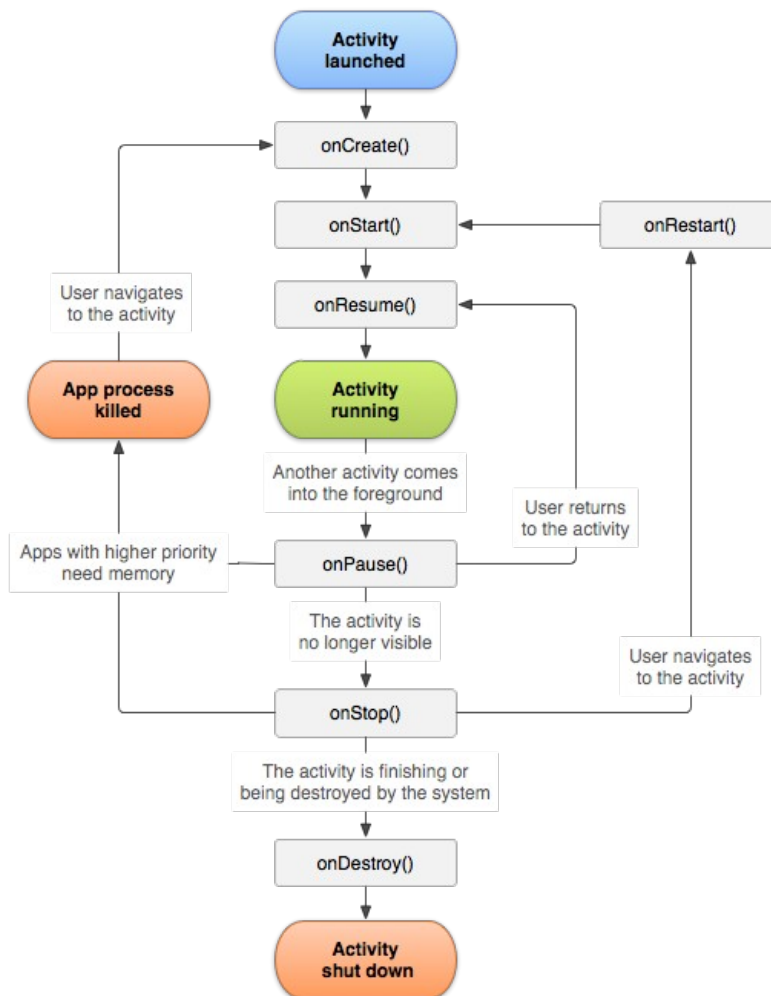 Activity
launched
onCreate()
onStart()
onRestart()
User navigates
to the activity
onResume()
App process
killed
Activity
running
Another activity comes
into the foreground
User returns
to the activity
Apps with higher priority
need memory
onPause()
The activity is
no longer visible
User navigates
to the activity
onStop()
The activity is finishing or
being destroyed by the system
onDestroy()
Activity
shut down